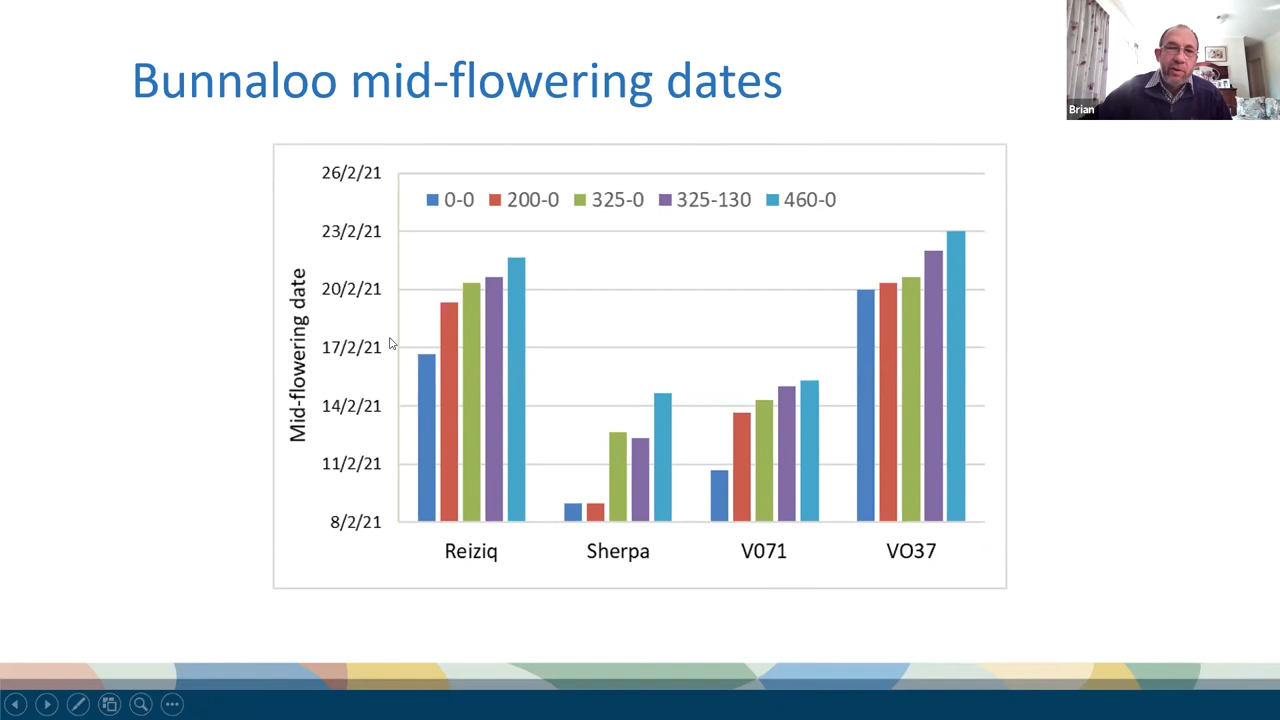 Bunnaloo mid-flowering dates
Brian
26/2/21
23/2/21
20/2/21
17/2/21
14/2/21
11/2/21
8/2/21
Mid-flowering date
0-0 200-0 325-0 325-130 460-0
Reiziq Sherpa V071 VO37